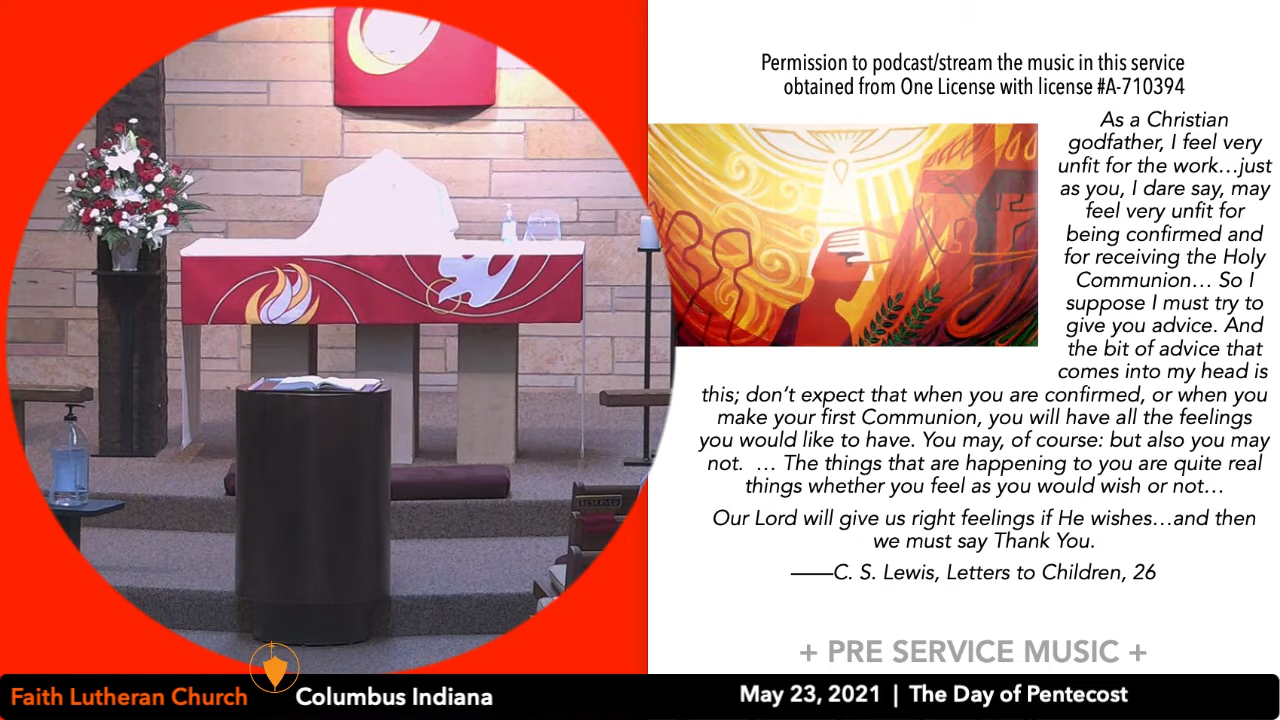 Permission to podcast/stream the music in this service
obtained from One License with license #A-710394
As a Christian
godfather, I feel very
unfit for the work…just
as you, I dare say, may
feel very unfit for
being confirmed and
for receiving the Holy
Communion… So I
suppose I must try to
give you advice. And
the bit of advice that
comes into my head is
this; don’t expect that when you are confirmed, or when you
make your first Communion, you will have all the feelings
you would like to have. You may, of course: but also you may
not.  … The things that are happening to you are quite real
things whether you feel as you would wish or not…
Our Lord will give us right feelings if He wishes…and then
we must say Thank You.
——C. S. Lewis, Letters to Children, 26
+ PRE SERVICE MUSIC +
Faith Lutheran Church Columbus Indiana
May 23, 2021 | The Day of Pentecost